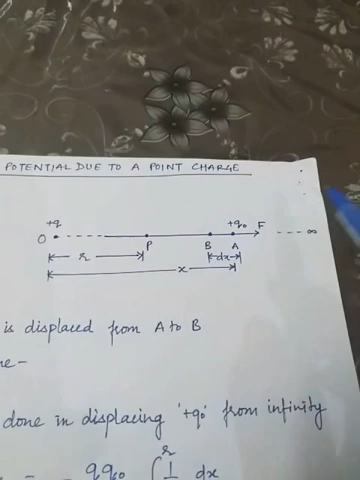 POTENTIAL DUE TO A POINT CHARGE
+q +q₀ F
O P B A ∞
r dx
x
is displaced from A to B
ne-
done in displacing '+q₀' from infinity
r
qq₀ ∫ 1 dx